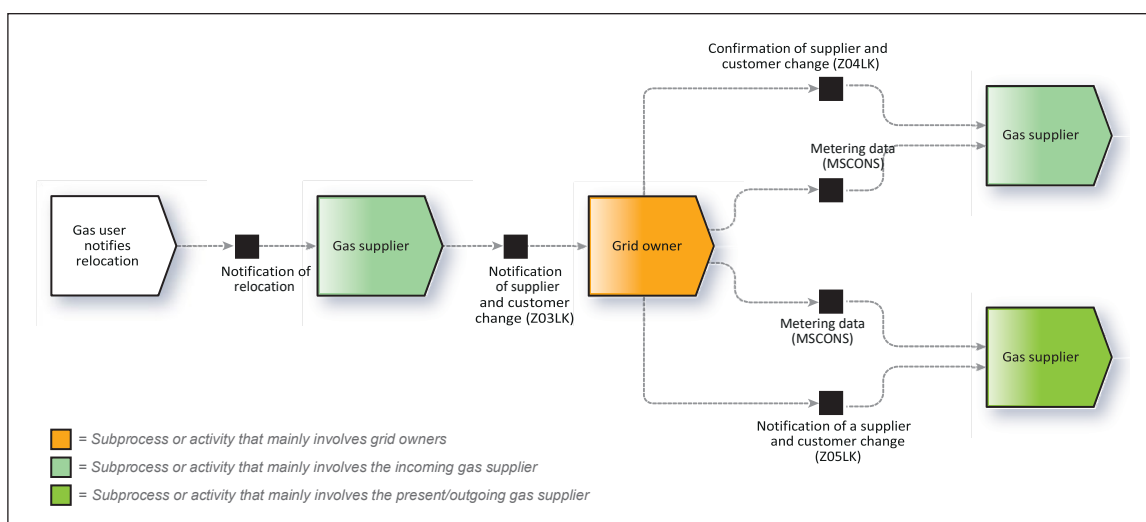 Confirmation of supplier and
customer change (Z04LK)
Gas supplier
Metering data
(MSCONS)
Gas user
notifies
relocation
Notification of
relocation
Gas supplier
Notification
of supplier
and customer
change (Z03LK)
Grid owner
Metering data
(MSCONS)
Gas supplier
Notification of a supplier
and customer change
(Z05LK)
= Subprocess or activity that mainly involves grid owners
= Subprocess or activity that mainly involves the incoming gas supplier
= Subprocess or activity that mainly involves the present/outgoing gas supplier